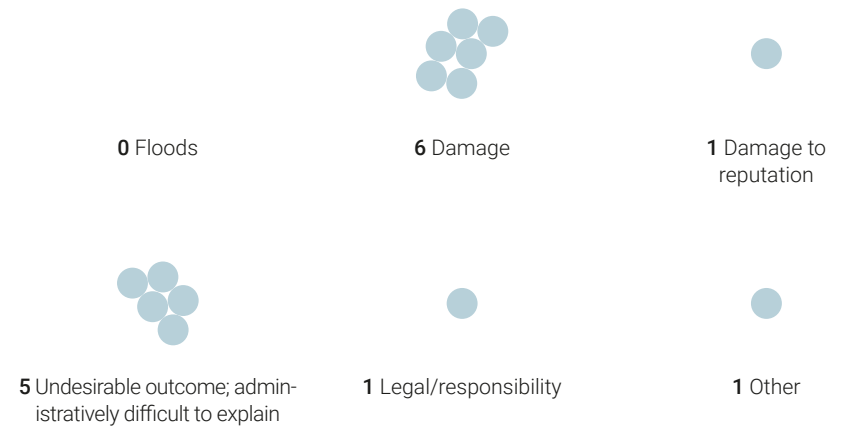 0 Floods
6 Damage
1 Damage to
reputation
5 Undesirable outcome; admin-
istratively difficult to explain
1 Legal/responsibility
1 Other